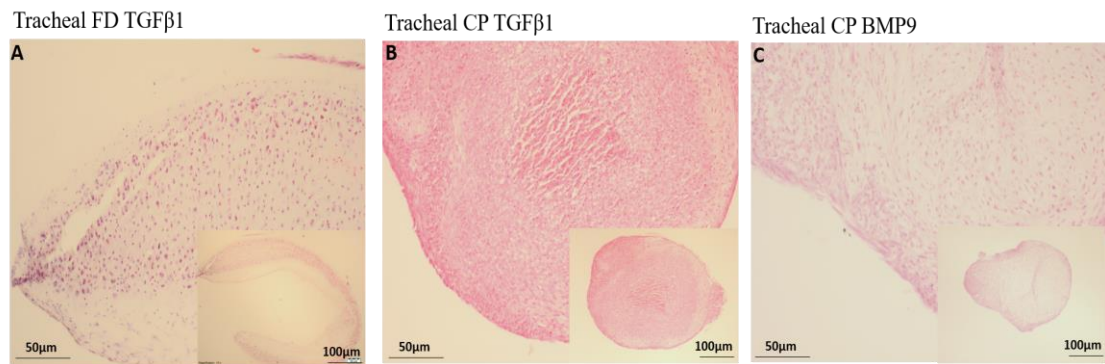 Tracheal FD TGFβ1
Tracheal CP TGFβ1
Tracheal CP BMP9
A
B
C
50μm
100μm
50μm
100μm
50μm
100μm